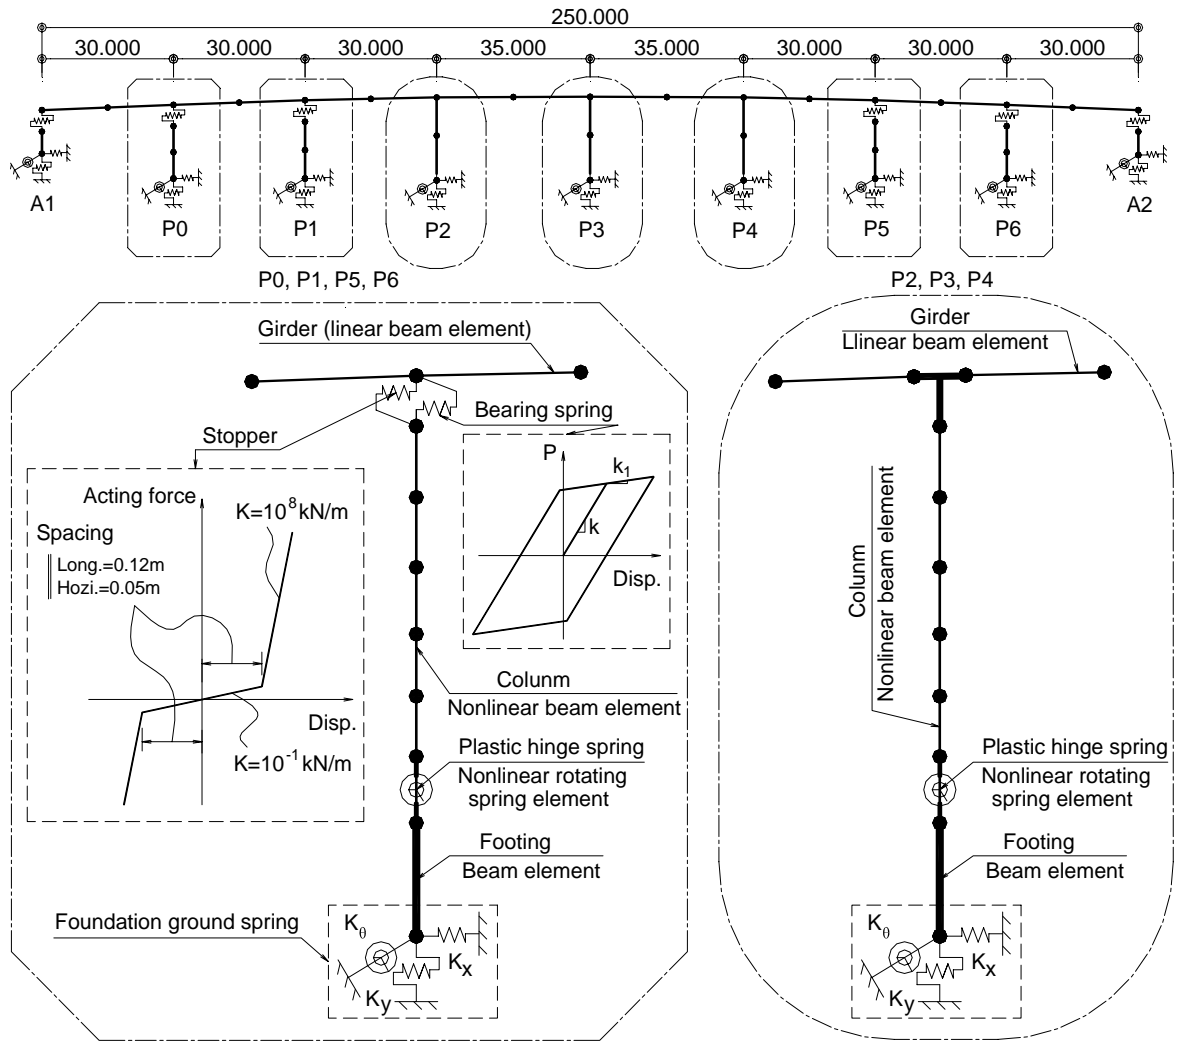 250.000
30.000 30.000 30.000 35.000 35.000 30.000 30.000 30.000
A1 P0 P1 P2 P3 P4 P5 P6 A2
P0, P1, P5, P6
Girder (linear beam element)
Stopper
Bearing spring
Acting force
K=10⁸kN/m
Spacing
Long.=0.12m
Hozi.=0.05m
Disp.
K=10⁻¹kN/m
P
k₁
k
Disp.
Colunm
Nonlinear beam element
Plastic hinge spring
Nonlinear rotating
spring element
Footing
Beam element
Foundation ground spring
Kθ
Kx
Ky
P2, P3, P4
Girder
Llinear beam element
Colunm
Nonlinear beam element
Plastic hinge spring
Nonlinear rotating
spring element
Footing
Beam element
Kθ
Kx
Ky